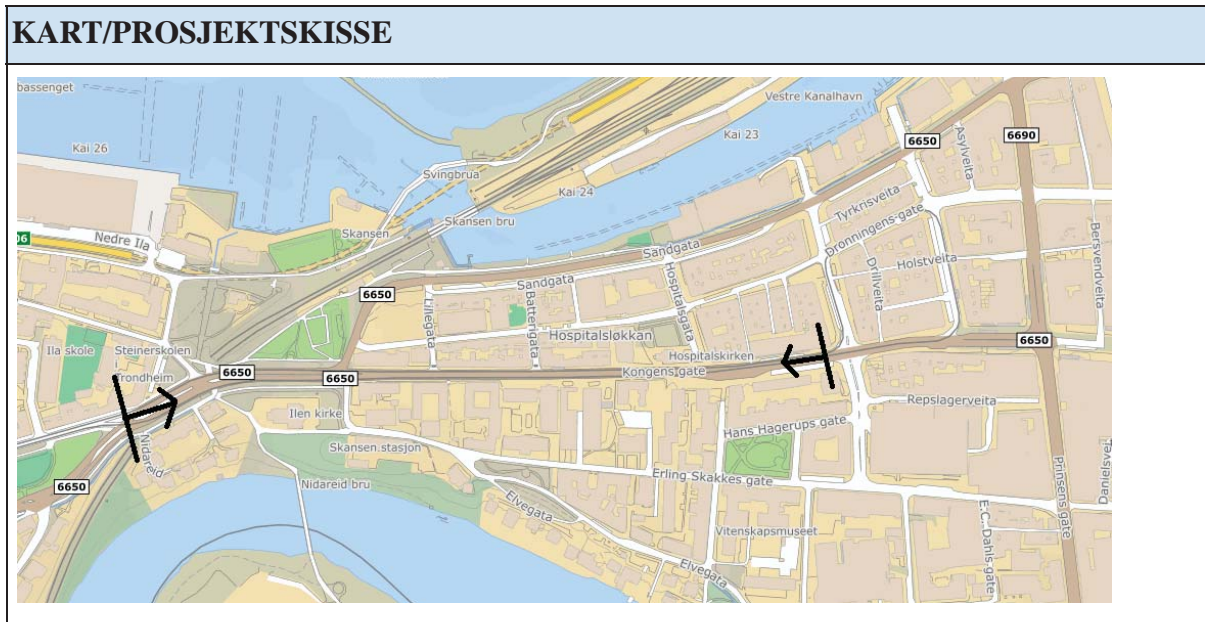 KART/PROSJEKTSKISSE
bassenget
Vestre Kanalhavn
Kai 26
Kai 23
6650
6690
Asylveita
Svingbrua
Kai 24
Tyrkrisveita
Skansen bru
Skansen
Dronningens gate
Bersvendveita
06
Nedre Ila
Sandgata
Holstveita
Drillveita
Sandgata
Hospitalsgata
6650
Lillegata
Batterigata
Hospitalsløkkan
6650
Ila skole
Steinerskolen
Trondheim
Hospitalskirken
6650
Kongens gate
6650
Repslagerveita
Ilen kirke
Hans Hagerups gate
Nidareid
Skansen stasjon
Prinsens gate
Erling Skakkes gate
6650
Nidareid bru
Elvegata
E.C. Dahls gate
Vitenskapsmuseet
Elvegata